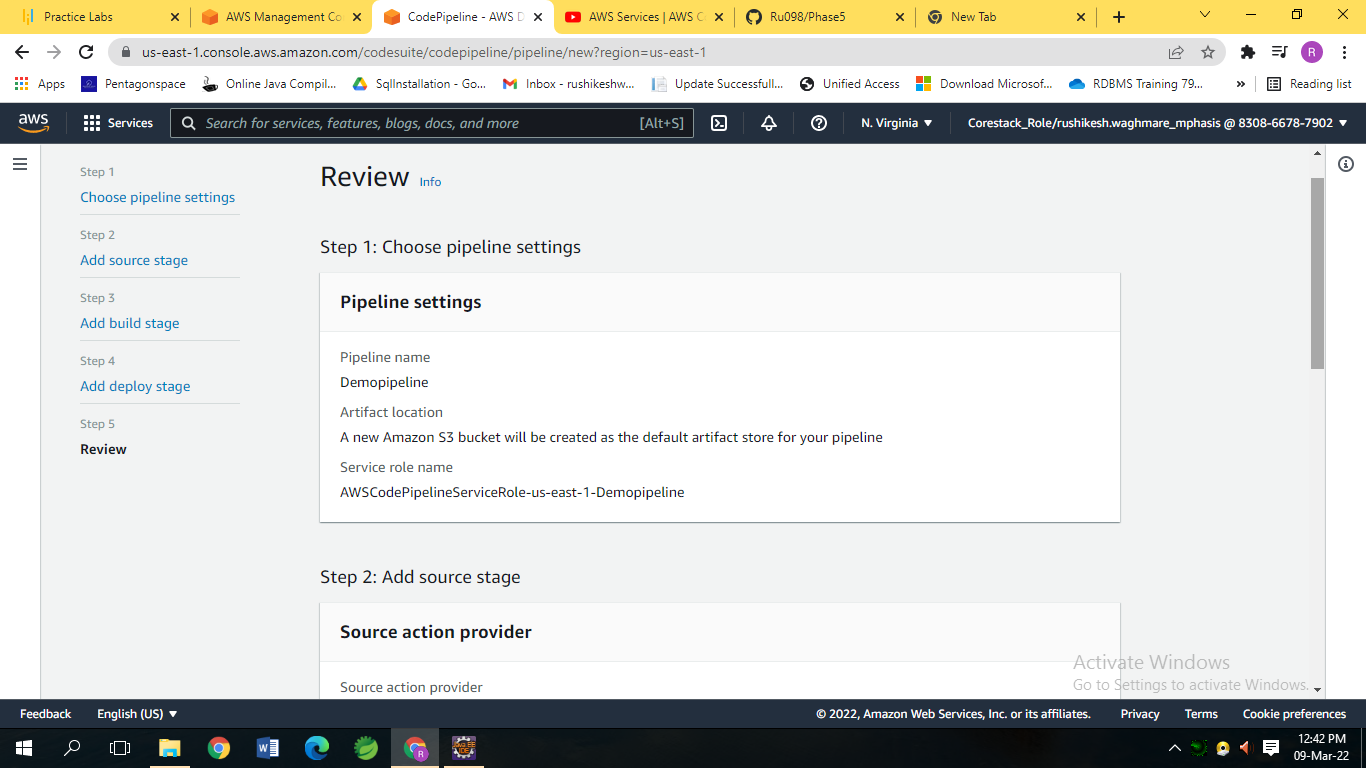 Practice Labs
AWS Management Co
CodePipeline - AWS D
AWS Services | AWS C
Ru098/Phase5
New Tab
us-east-1.console.aws.amazon.com/codesuite/codepipeline/pipeline/new?region=us-east-1
R
Apps
Pentagonspace
Online Java Compil...
SqlInstallation - Go...
Inbox - rushikeshw...
Update Successfull...
Unified Access
Download Microsof...
RDBMS Training 79...
»
Reading list
aws
Services
Search for services, features, blogs, docs, and more
[Alt+S]
N. Virginia
Corestack_Role/rushikesh.waghmare_mphasis @ 8308-6678-7902
Step 1
Choose pipeline settings
Step 2
Add source stage
Step 3
Add build stage
Step 4
Add deploy stage
Step 5
Review
Review Info
Step 1: Choose pipeline settings
Pipeline settings
Pipeline name
Demopipeline
Artifact location
A new Amazon S3 bucket will be created as the default artifact store for your pipeline
Service role name
AWSCodePipelineServiceRole-us-east-1-Demopipeline
Step 2: Add source stage
Source action provider
Source action provider
Activate Windows
Go to Settings to activate Windows.
Feedback
English (US)
© 2022, Amazon Web Services, Inc. or its affiliates.
Privacy
Terms
Cookie preferences
R
Java EE
IDE
12:42 PM
09-Mar-22